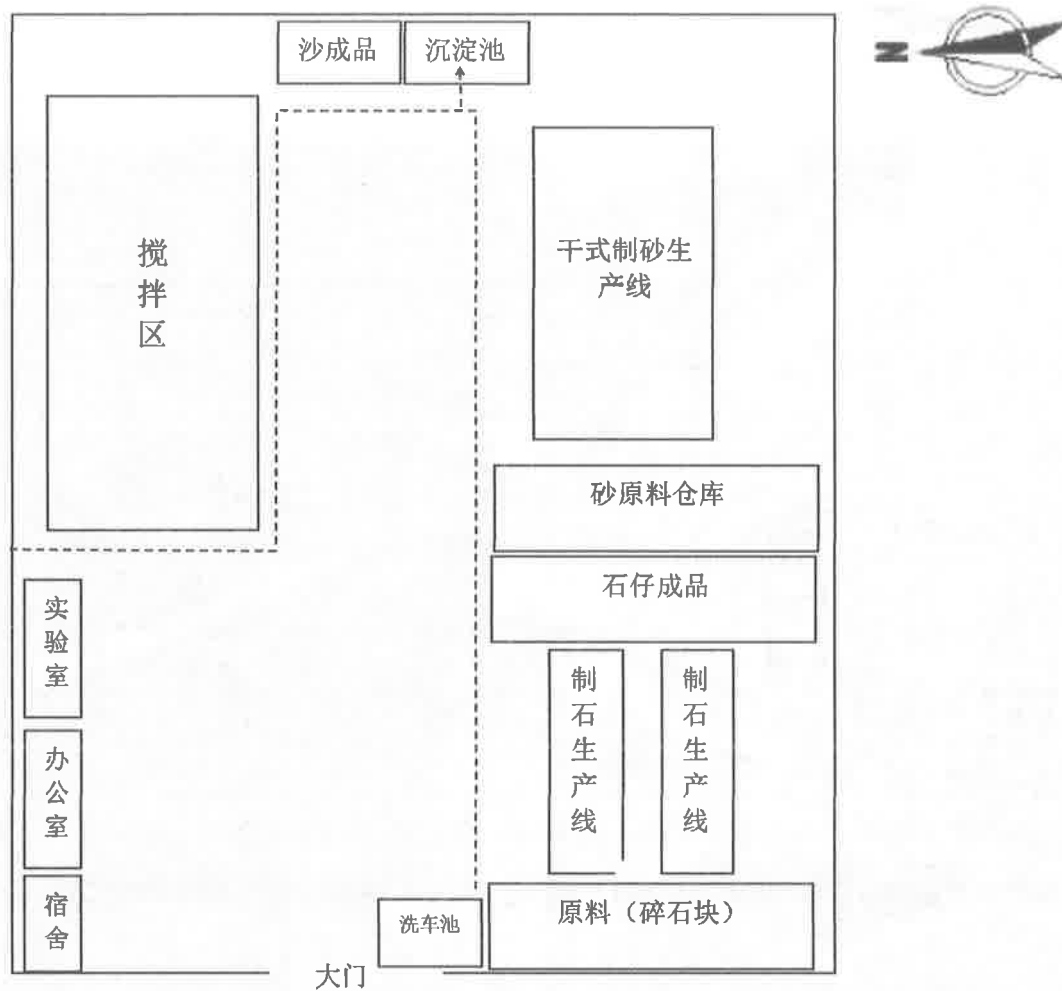 沙成品
沉淀池
N
搅
拌
区
干式制砂生
产线
砂原料仓库
石仔成品
实
验
室
制
石
生
产
线
制
石
生
产
线
办
公
室
宿
舍
洗车池
原料（碎石块）
大门